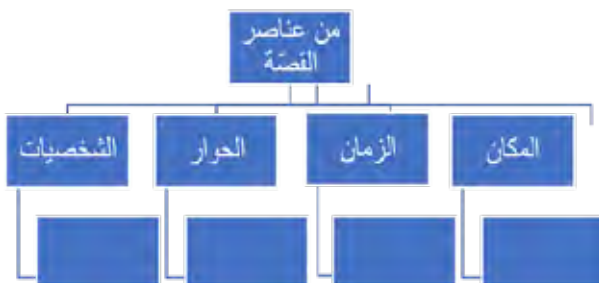 من عناصر
القصّة
المكان
الزمان
الحوار
الشخصيات